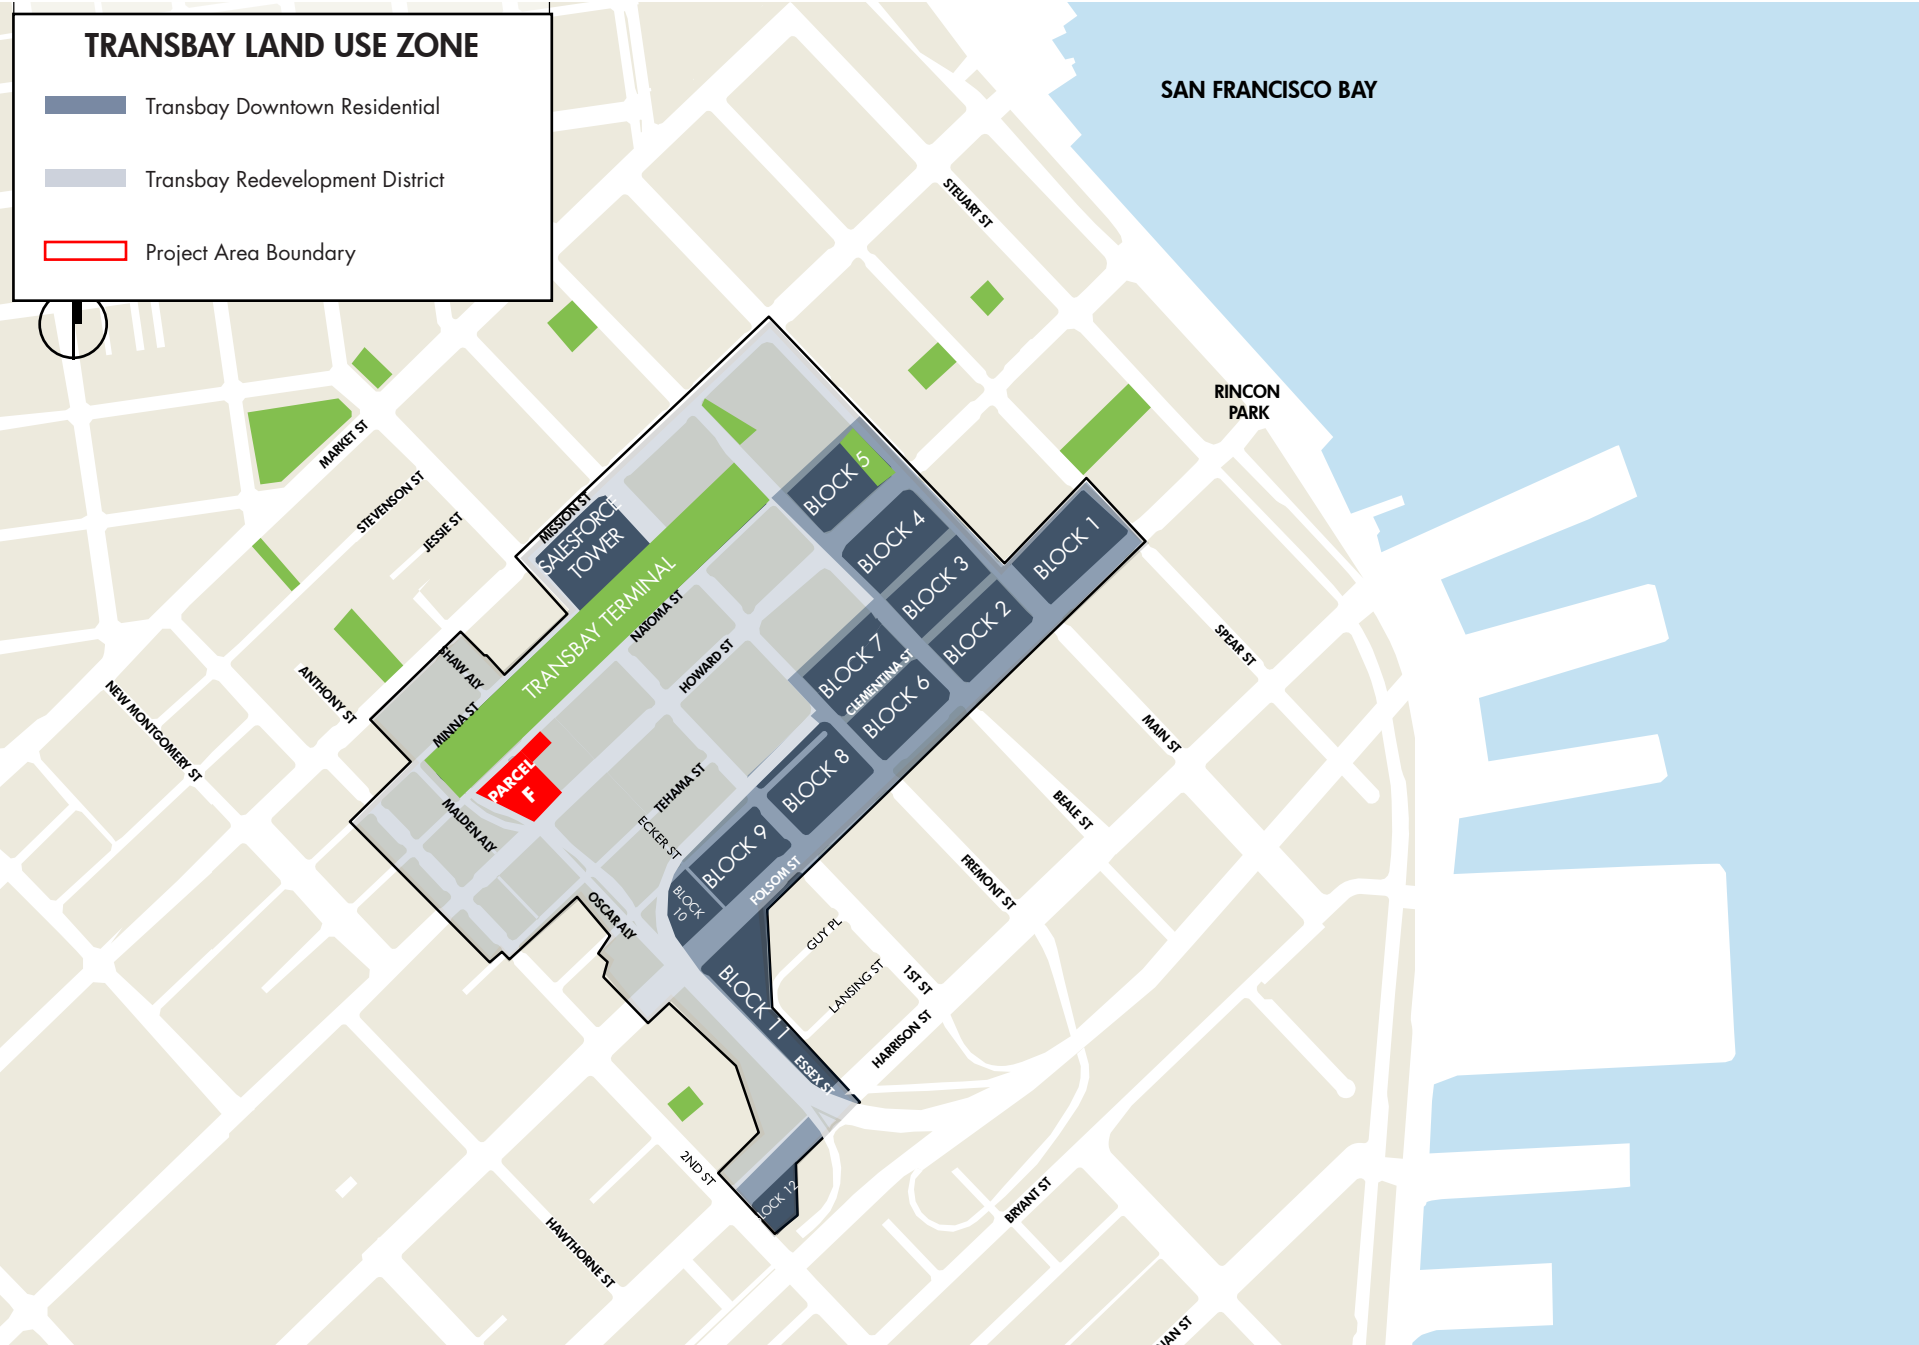 TRANSBAY LAND USE ZONE
Transbay Downtown Residential
Transbay Redevelopment District
Project Area Boundary
SAN FRANCISCO BAY
STEUART ST
RINCON
PARK
MARKET ST
STEVENSON ST
JESSIE ST
MISSION ST
SALESFORCE
TOWER
TRANSBAY TERMINAL
NATOMA ST
HOWARD ST
BLOCK 5
BLOCK 4
BLOCK 3
BLOCK 2
BLOCK 1
BLOCK 7
CLEMENTINA ST
BLOCK 6
BLOCK 8
BLOCK 9
BLOCK
10
FOLSOM ST
BLOCK 11
ESSEX ST
SHAW ALY
MINNA ST
ANTHONY ST
NEW MONTGOMERY ST
PARCEL
F
MALDEN ALY
TEHAMA ST
ECKER ST
OSCAR ALY
SPEAR ST
MAIN ST
BEALE ST
FREMONT ST
GUY PL
LANSING ST
1ST ST
HARRISON ST
2ND ST
LOCK 12
HAWTHORNE ST
BRYANT ST